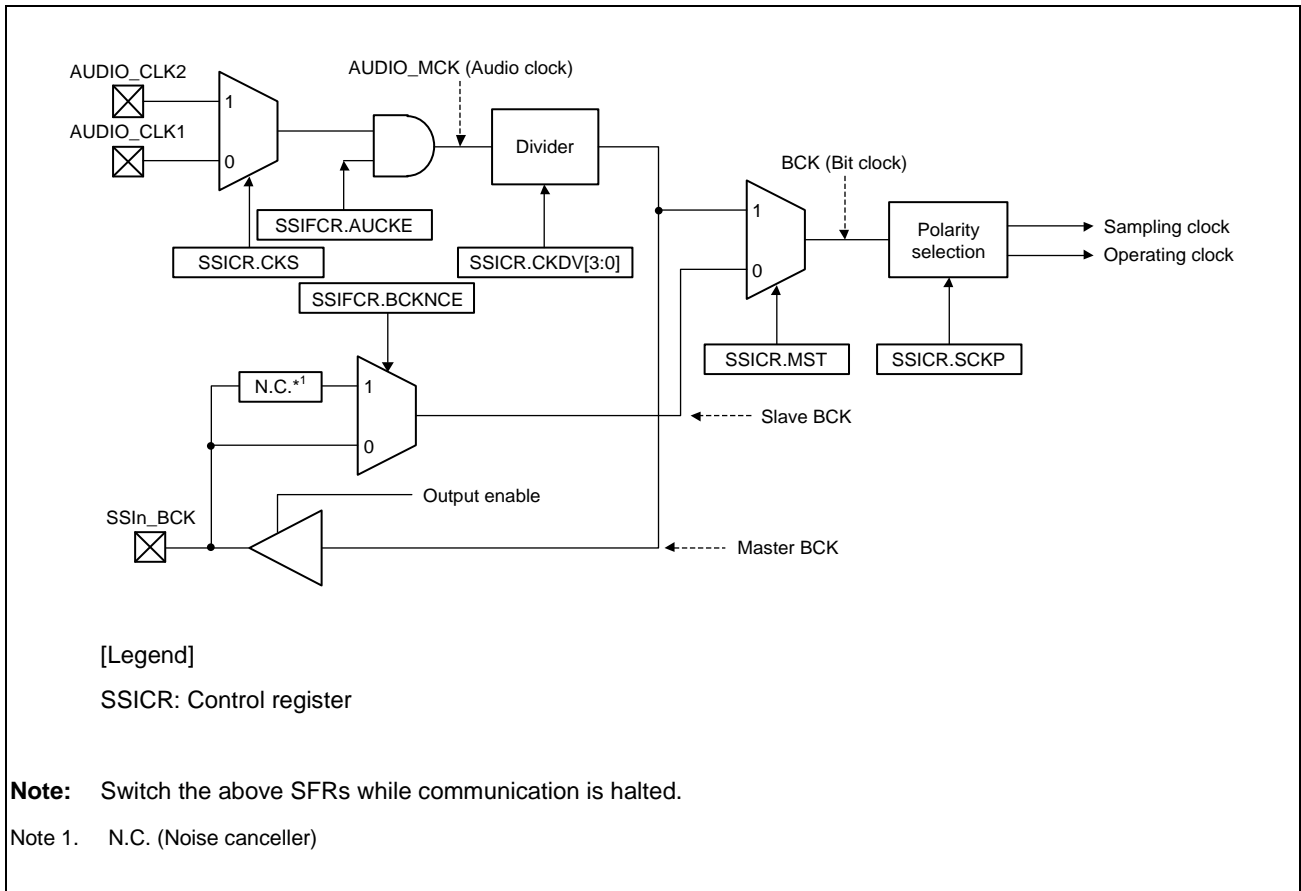 AUDIO_CLK2
AUDIO_MCK (Audio clock)
1
AUDIO_CLK1
Divider
0
BCK (Bit clock)
1
SSIFCR.AUCKE
Polarity
selection
Sampling clock
Operating clock
SSICR.CKS
SSICR.CKDV[3:0]
0
SSIFCR.BCKNCE
SSICR.MST
SSICR.SCKP
N.C.*1
1
Slave BCK
0
Output enable
SSIn_BCK
Master BCK
[Legend]
SSICR: Control register
Note: Switch the above SFRs while communication is halted.
Note 1. N.C. (Noise canceller)